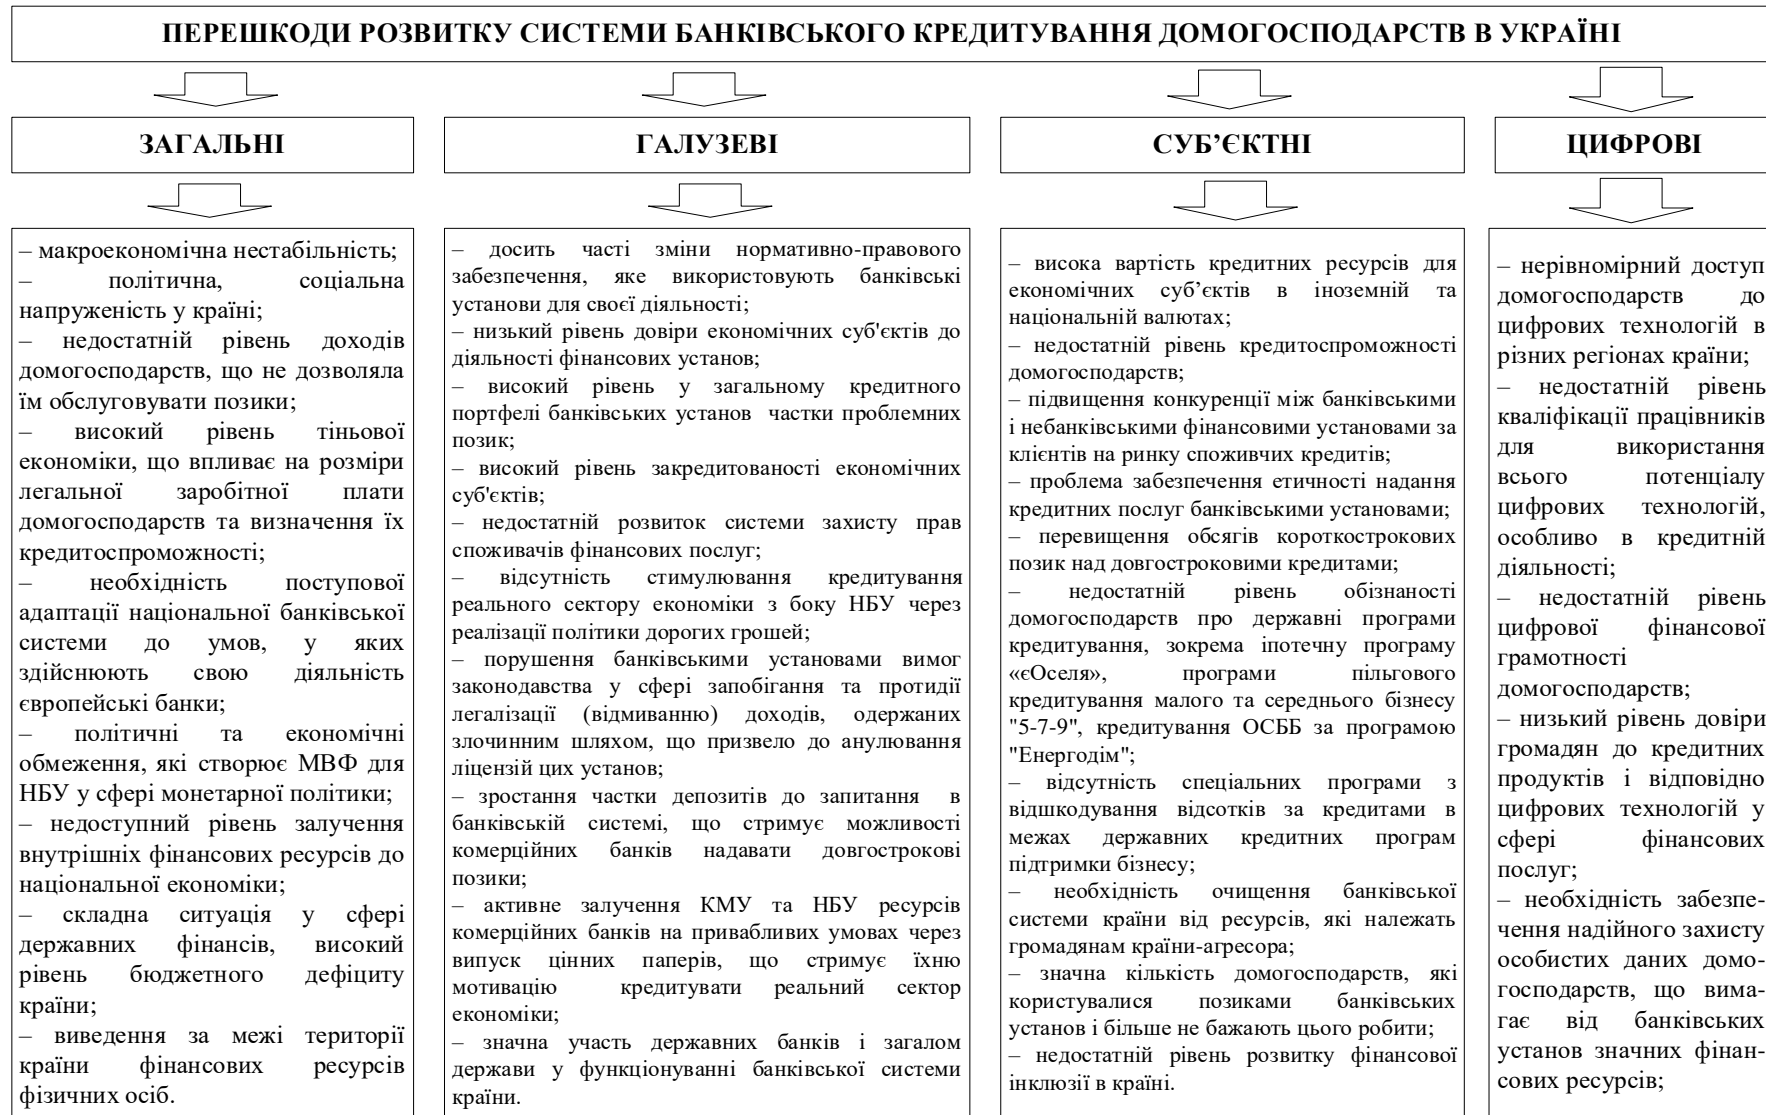 ПЕРЕШКОДИ РОЗВИТКУ СИСТЕМИ БАНКІВСЬКОГО КРЕДИТУВАННЯ ДОМОГОСПОДАРСТВ В УКРАЇНІ
ЗАГАЛЬНІ
– макроекономічна нестабільність;
– політична, соціальна
напруженість у країні;
– недостатній рівень доходів
домогосподарств, що не дозволяла
їм обслуговувати позики;
– високий рівень тіньової
економіки, що впливає на розміри
легальної заробітної плати
домогосподарств та визначення їх
кредитоспроможності;
– необхідність поступової
адаптації національної банківської
системи до умов, у яких
здійснюють свою діяльність
європейські банки;
– політичні та економічні
обмеження, які створює МВФ для
НБУ у сфері монетарної політики;
– недоступний рівень залучення
внутрішніх фінансових ресурсів до
національної економіки;
– складна ситуація у сфері
державних фінансів, високий
рівень бюджетного дефіциту
країни;
– виведення за межі території
країни фінансових ресурсів
фізичних осіб.
ГАЛУЗЕВІ
– досить часті зміни нормативно-правового
забезпечення, яке використовують банківські
установи для своєї діяльності;
– низький рівень довіри економічних суб'єктів до
діяльності фінансових установ;
– високий рівень у загальному кредитного
портфелі банківських установ частки проблемних
позик;
– високий рівень закредитованості економічних
суб'єктів;
– недостатній розвиток системи захисту прав
споживачів фінансових послуг;
– відсутність стимулювання кредитування
реального сектору економіки з боку НБУ через
реалізації політики дорогих грошей;
– порушення банківськими установами вимог
законодавства у сфері запобігання та протидії
легалізації (відмиванню) доходів, одержаних
злочинним шляхом, що призвело до анулювання
ліцензій цих установ;
– зростання частки депозитів до запитання в
банківській системі, що стримує можливості
комерційних банків надавати довгострокові
позики;
– активне залучення КМУ та НБУ ресурсів
комерційних банків на привабливих умовах через
випуск цінних паперів, що стримує їхню
мотивацію кредитувати реальний сектор
економіки;
– значна участь державних банків і загалом
держави у функціонуванні банківської системи
країни.
СУБ’ЄКТНІ
– висока вартість кредитних ресурсів для
економічних суб’єктів в іноземній та
національній валютах;
– недостатній рівень кредитоспроможності
домогосподарств;
– підвищення конкуренції між банківськими
і небанківськими фінансовими установами за
клієнтів на ринку споживчих кредитів;
– проблема забезпечення етичності надання
кредитних послуг банківськими установами;
– перевищення обсягів короткострокових
позик над довгостроковими кредитами;
– недостатній рівень обізнаності
домогосподарств про державні програми
кредитування, зокрема іпотечну програму
«єОселя», програми пільгового
кредитування малого та середнього бізнесу
"5-7-9", кредитування ОСББ за програмою
"Енергодім";
– відсутність спеціальних програми з
відшкодування відсотків за кредитами в
межах державних кредитних програм
підтримки бізнесу;
– необхідність очищення банківської
системи країни від ресурсів, які належать
громадянам країни-агресора;
– значна кількість домогосподарств, які
користувалися позиками банківських
установ і більше не бажають цього робити;
– недостатній рівень розвитку фінансової
інклюзії в країні.
ЦИФРОВІ
– нерівномірний доступ
домогосподарств до
цифрових технологій в
різних регіонах країни;
– недостатній рівень
кваліфікації працівників
для використання
всього потенціалу
цифрових технологій,
особливо в кредитній
діяльності;
– недостатній рівень
цифрової фінансової
грамотності
домогосподарств;
– низький рівень довіри
громадян до кредитних
продуктів і відповідно
цифрових технологій у
сфері фінансових
послуг;
– необхідність забезпе-
чення надійного захисту
особистих даних домо-
господарств, що вима-
гає від банківських
установ значних фінан-
сових ресурсів;